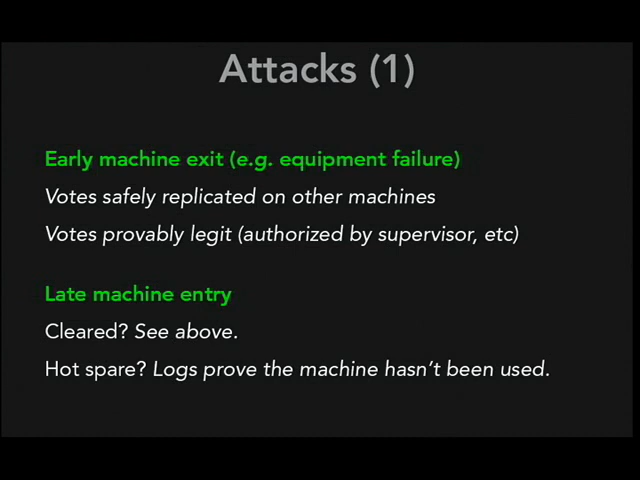 Attacks (1)
Early machine exit (e.g. equipment failure)
Votes safely replicated on other machines
Votes provably legit (authorized by supervisor, etc)
Late machine entry
Cleared? See above.
Hot spare? Logs prove the machine hasn’t been used.